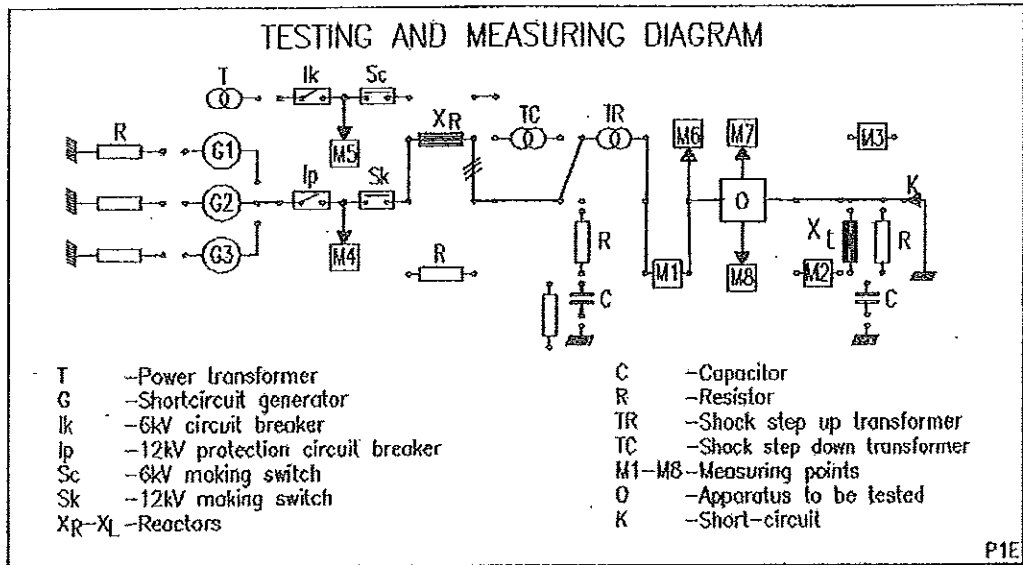 TESTING AND MEASURING DIAGRAM
T Ik Sc
XR TC TR M6 M7 M3
R G1 M5
Ip Sk K
G2 O
Xt R
R
G3 M4 R M1 M8 M2
C C
T -Power transformer
G -Shortcircuit generator
Ik -6kV circuit breaker
Ip -12kV protection circuit breaker
Sc -6kV making switch
Sk -12kV making switch
XR-XL-Reactors
C -Capacitor
R -Resistor
TR -Shock step up transformer
TC -Shock step down transformer
M1-M8-Measuring points
O -Apparatus to be tested
K -Short-circuit
P1E